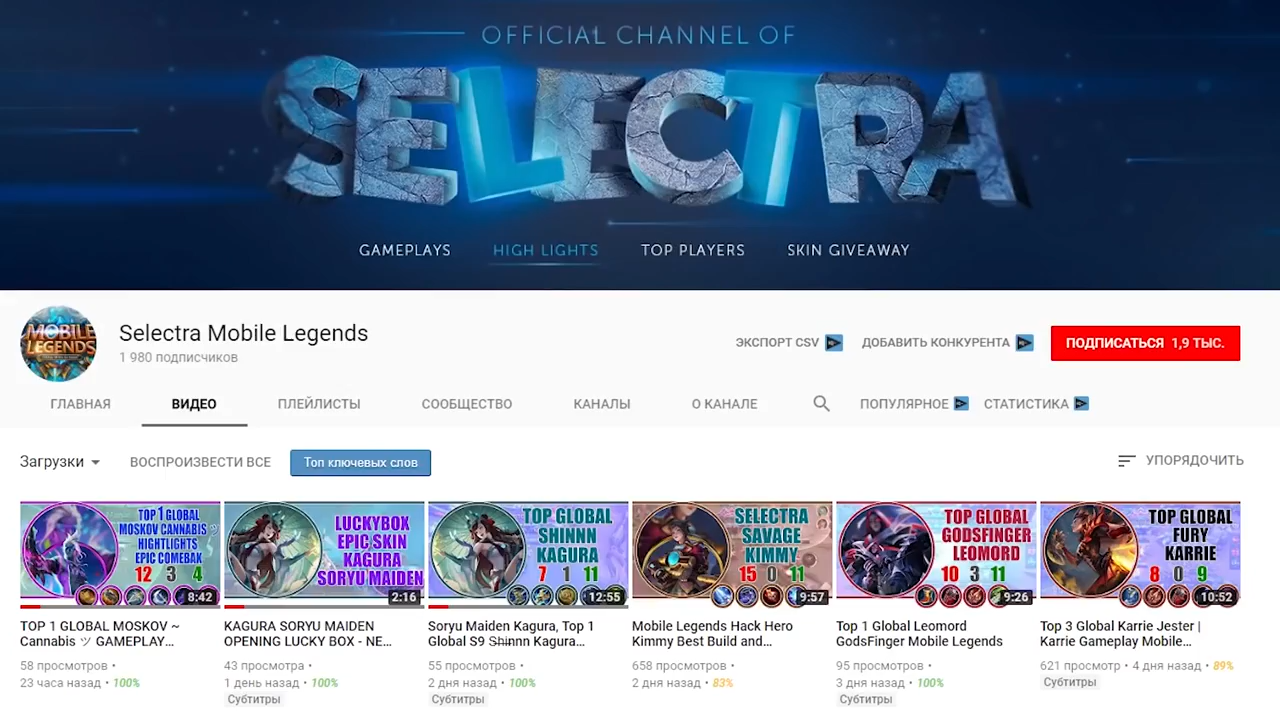 OFFICIAL CHANNEL OF
SELECTRA
GAMEPLAYS HIGH LIGHTS TOP PLAYERS SKIN GIVEAWAY
MOBILE
LEGENDS
Selectra Mobile Legends
1 980 подписчиков
ЭКСПОРТ CSV ДОБАВИТЬ КОНКУРЕНТА ПОДПИСАТЬСЯ 1,9 ТЫС.
ГЛАВНАЯ ВИДЕО ПЛЕЙЛИСТЫ СООБЩЕСТВО КАНАЛЫ О КАНАЛЕ ПОПУЛЯРНОЕ СТАТИСТИКА
Загрузки ВОСПРОИЗВЕСТИ ВСЕ Топ ключевых слов УПОРЯДОЧИТЬ
TOP 1 GLOBAL
MOSKOV CANNABIS ツ
HIGHTLIGHTS
EPIC COMEBAK
12 3 4
8:42
TOP 1 GLOBAL MOSKOV ~
Cannabis ツ GAMEPLAY...
58 просмотров •
23 часа назад • 100%
LUCKYBOX
EPIC SKIN
KAGURA
SORYU MAIDEN
2:16
KAGURA SORYU MAIDEN
OPENING LUCKY BOX - NE...
43 просмотра •
1 день назад • 100%
Субтитры
TOP GLOBAL
SHINNN
KAGURA
7 1 11
12:55
Soryu Maiden Kagura, Top 1
Global S9 Shinnn Kagura...
55 просмотров •
2 дня назад • 100%
Субтитры
SELECTRA
SAVAGE
KIMMY
15 0 11
9:57
Mobile Legends Hack Hero
Kimmy Best Build and...
658 просмотров •
2 дня назад • 83%
TOP GLOBAL
GODSFINGER
LEOMORD
10 3 11
9:26
Top 1 Global Leomord
GodsFinger Mobile Legends
95 просмотров •
3 дня назад • 100%
Субтитры
TOP GLOBAL
FURY
KARRIE
8 0 9
10:52
Top 3 Global Karrie Jester |
Karrie Gameplay Mobile...
621 просмотр • 4 дня назад • 89%
Субтитры